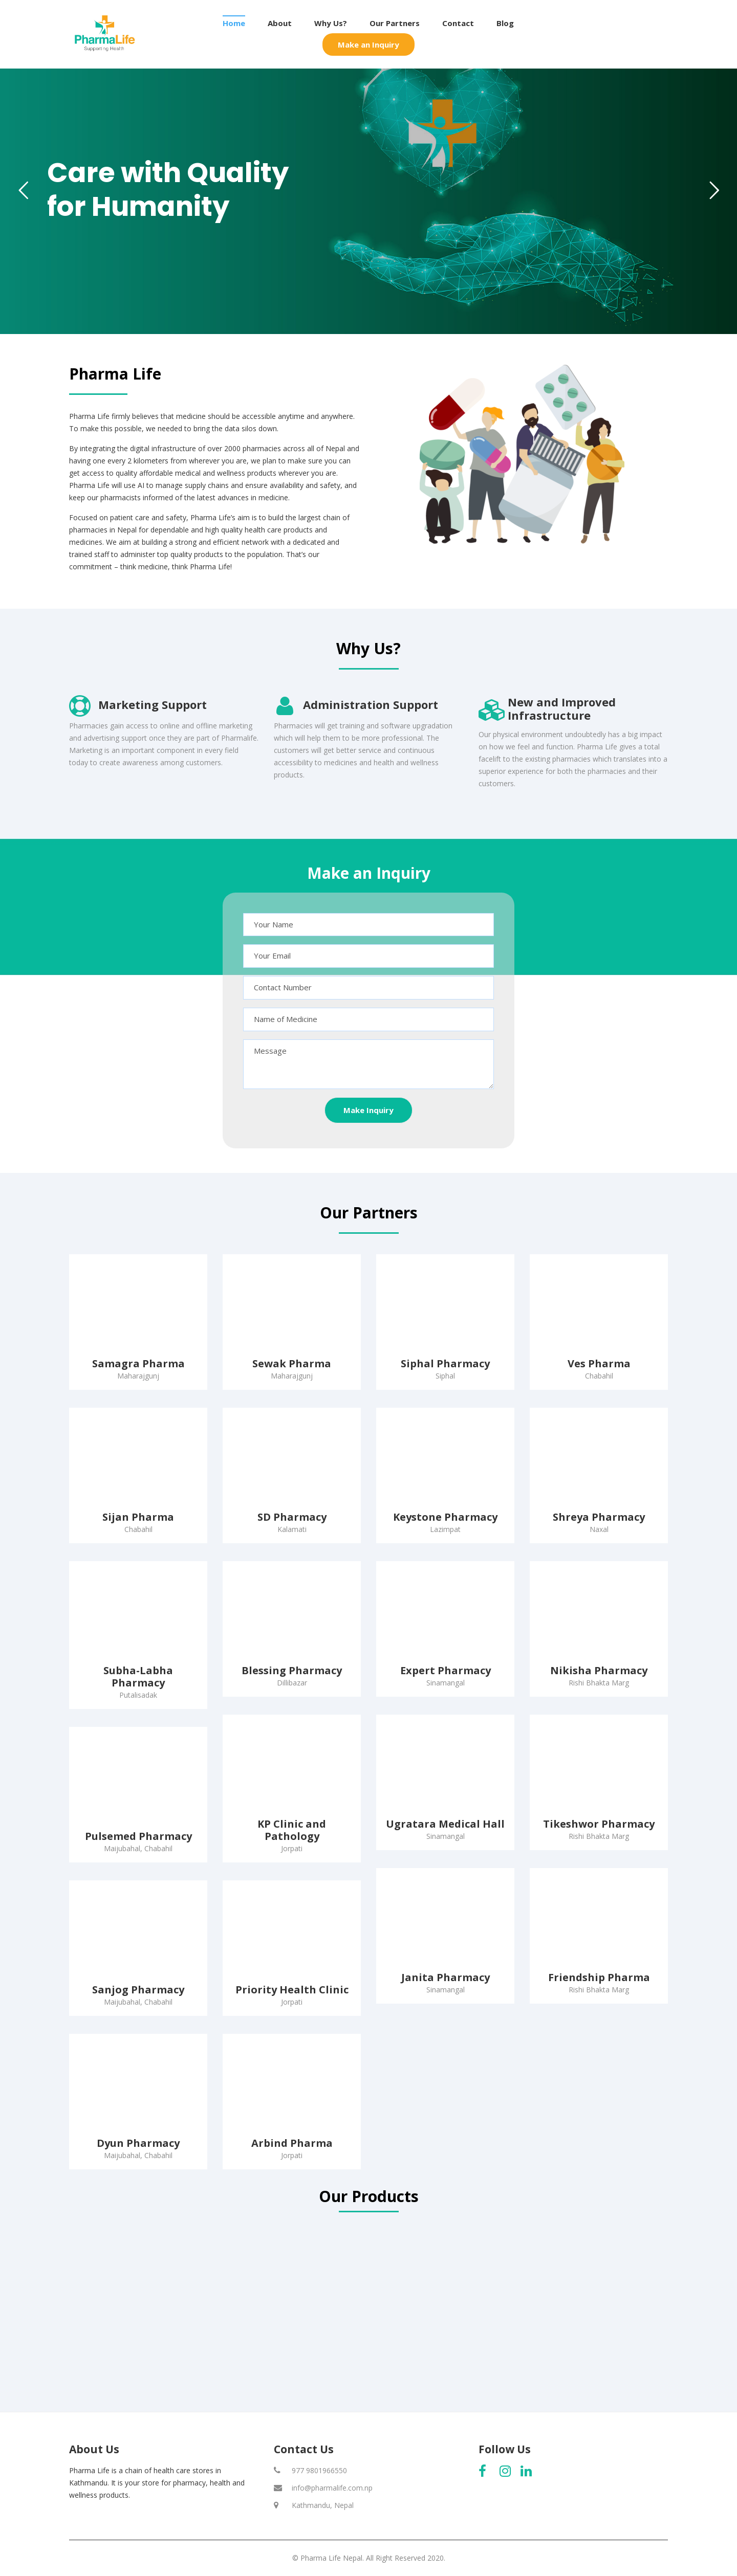 PharmaLife
Supporting Health
Home
About
Why Us?
Our Partners
Contact
Blog
Make an Inquiry
Care with Quality
for Humanity
Pharma Life
Pharma Life firmly believes that medicine should be accessible anytime and anywhere.
To make this possible, we needed to bring the data silos down.
By integrating the digital infrastructure of over 2000 pharmacies across all of Nepal and
having one every 2 kilometers from wherever you are, we plan to make sure you can
get access to quality affordable medical and wellness products wherever you are.
Pharma Life will use AI to manage supply chains and ensure availability and safety, and
keep our pharmacists informed of the latest advances in medicine.
Focused on patient care and safety, Pharma Life's aim is to build the largest chain of
pharmacies in Nepal for dependable and high quality health care products and
medicines. We aim at building a strong and efficient network with a dedicated and
trained staff to administer top quality products to the population. That's our
commitment – think medicine, think Pharma Life!
Why Us?
Marketing Support
Pharmacies gain access to online and offline marketing
and advertising support once they are part of Pharmalife.
Marketing is an important component in every field
today to create awareness among customers.
Administration Support
Pharmacies will get training and software upgradation
which will help them to be more professional. The
customers will get better service and continuous
accessibility to medicines and health and wellness
products.
New and Improved
Infrastructure
Our physical environment undoubtedly has a big impact
on how we feel and function. Pharma Life gives a total
facelift to the existing pharmacies which translates into a
superior experience for both the pharmacies and their
customers.
Make an Inquiry
Your Name
Your Email
Contact Number
Name of Medicine
Message
Make Inquiry
Our Partners
Samagra Pharma
Maharajgunj
Sewak Pharma
Maharajgunj
Siphal Pharmacy
Siphal
Ves Pharma
Chabahil
Sijan Pharma
Chabahil
SD Pharmacy
Kalamati
Keystone Pharmacy
Lazimpat
Shreya Pharmacy
Naxal
Subha-Labha
Pharmacy
Putalisadak
Blessing Pharmacy
Dillibazar
Expert Pharmacy
Sinamangal
Nikisha Pharmacy
Rishi Bhakta Marg
Pulsemed Pharmacy
Maijubahal, Chabahil
KP Clinic and
Pathology
Jorpati
Ugratara Medical Hall
Sinamangal
Tikeshwor Pharmacy
Rishi Bhakta Marg
Sanjog Pharmacy
Maijubahal, Chabahil
Priority Health Clinic
Jorpati
Janita Pharmacy
Sinamangal
Friendship Pharma
Rishi Bhakta Marg
Dyun Pharmacy
Maijubahal, Chabahil
Arbind Pharma
Jorpati
Our Products
About Us
Pharma Life is a chain of health care stores in
Kathmandu. It is your store for pharmacy, health and
wellness products.
Contact Us
977 9801966550
info@pharmalife.com.np
Kathmandu, Nepal
Follow Us
© Pharma Life Nepal. All Right Reserved 2020.